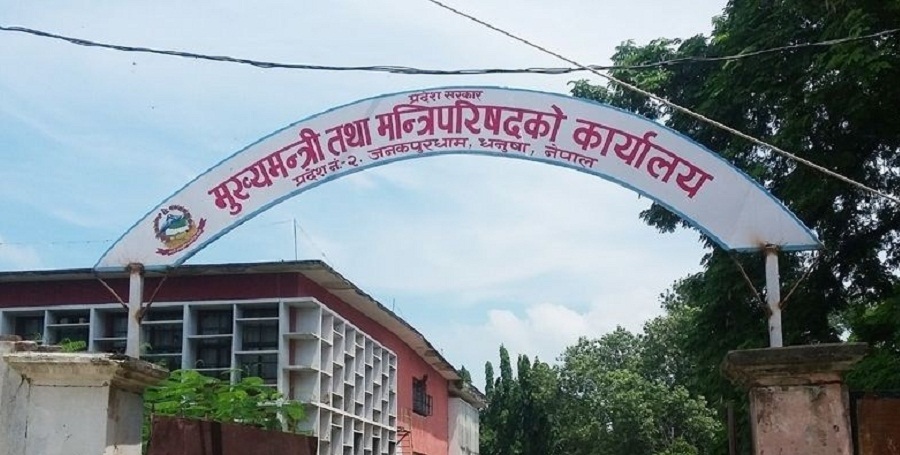 प्रदेश सरकार
मुख्यमन्त्री तथा मन्त्रिपरिषदको कार्यालय
प्रदेश नं.-२, जनकपुरधाम, धनुषा, नेपाल